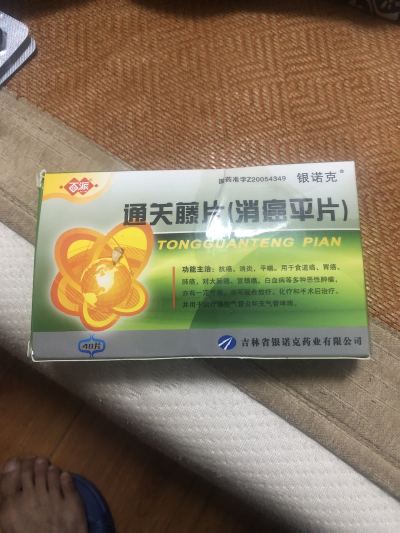 百派
国药准字Z20054349
银诺克®
通关藤片(消癌平片)
TONGGUANTENG PIAN
功能主治：抗癌，消炎，平喘。用于食道癌、胃癌、
肺癌，对大肠癌、宫颈癌、白血病等多种恶性肿瘤，
亦有一定疗效，亦可配合放疗、化疗和手术后治疗。
并用于治疗慢性气管炎和支气管哮喘。
48片
吉林省银诺克药业有限公司